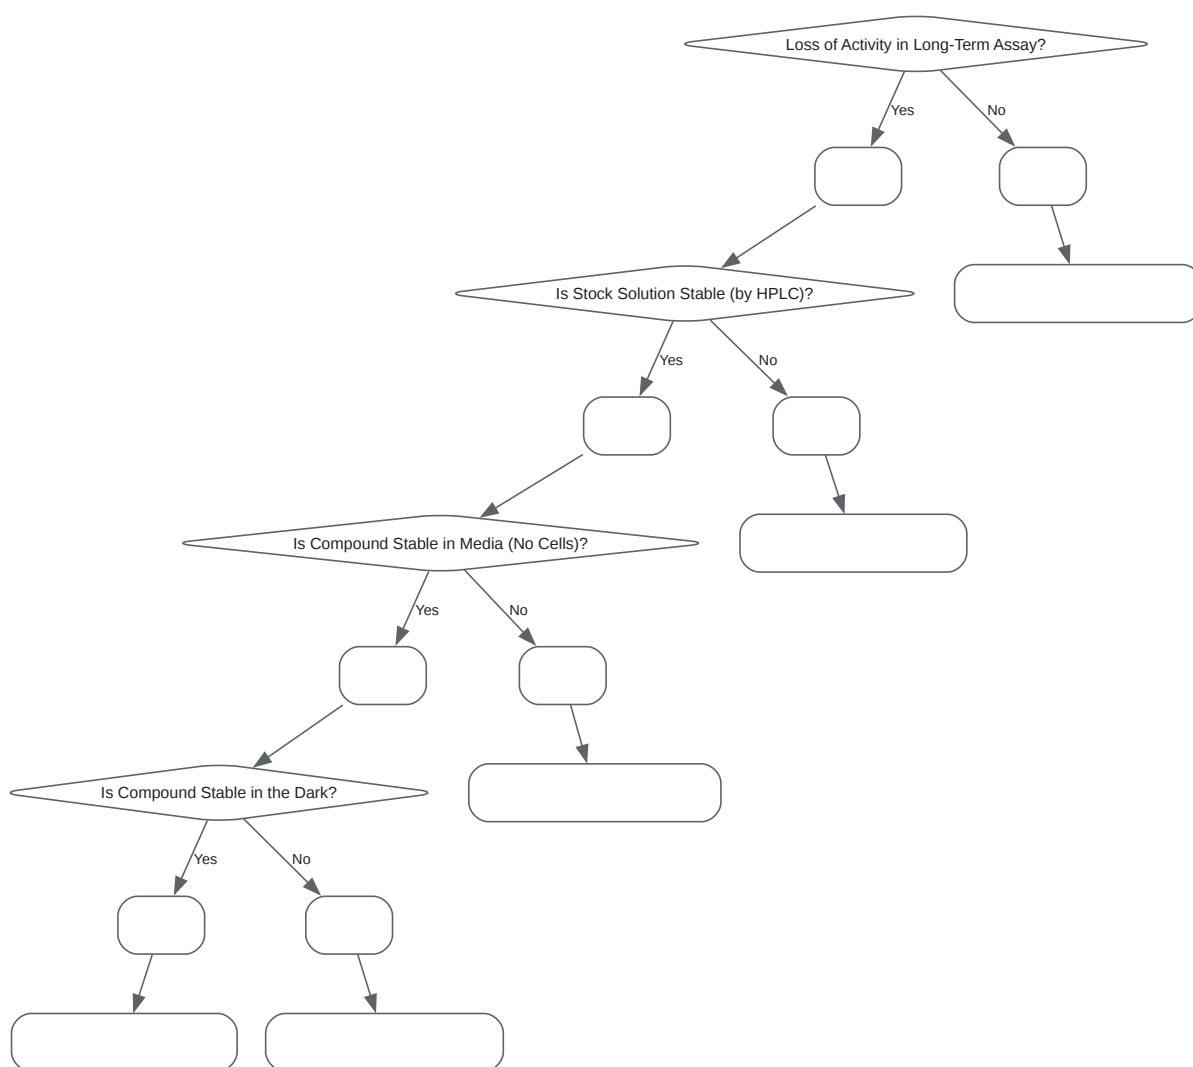 Loss of Activity in Long-Term Assay?
Yes
No
Is Stock Solution Stable (by HPLC)?
Yes
No
Is Compound Stable in Media (No Cells)?
Yes
No
Is Compound Stable in the Dark?
Yes
No